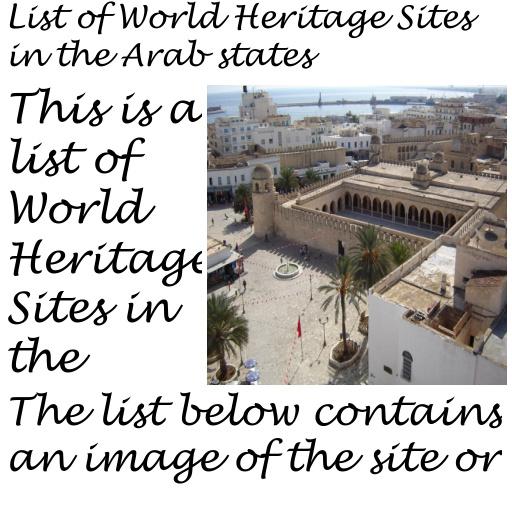 List of World Heritage Sites
in the Arab states
This is a
list of
World
Heritage
Sites in
the
The list below contains
an image of the site or